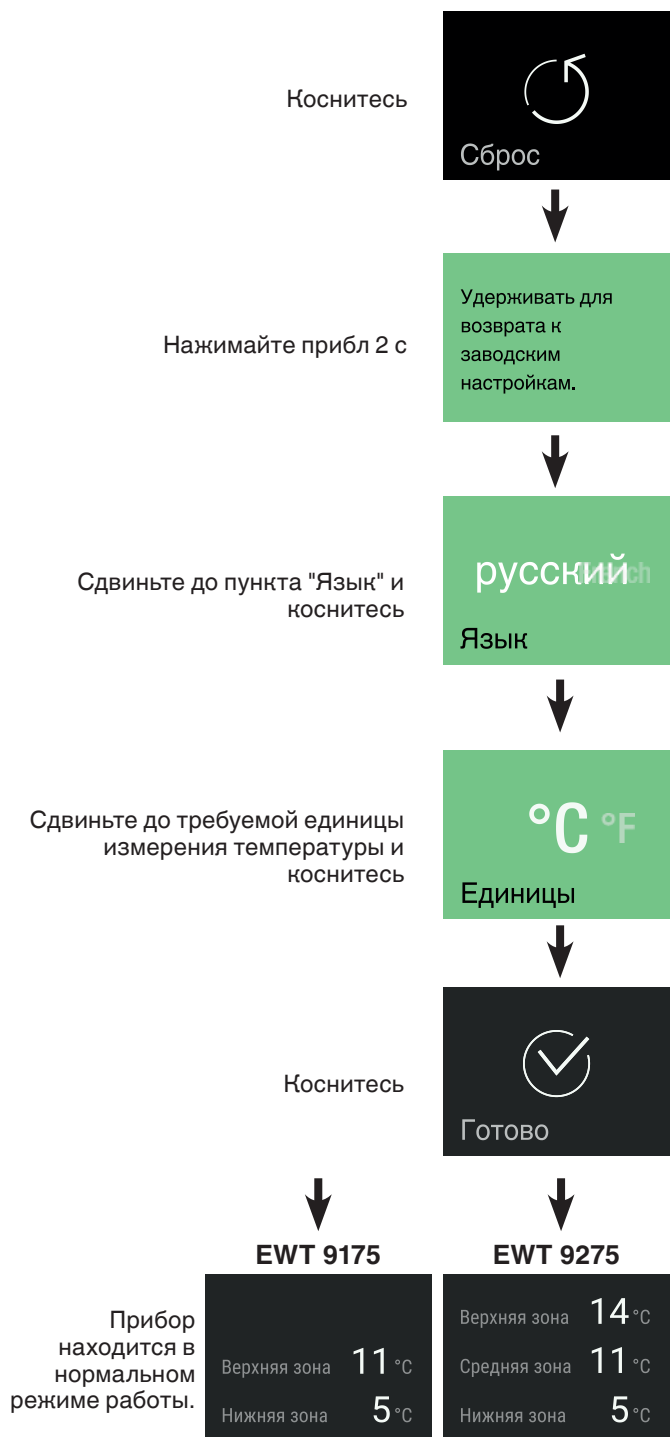 Коснитесь
Сброс
Нажимайте прибл 2 с
Удерживать для
возврата к
заводским
настройкам.
Сдвиньте до пункта "Язык" и
коснитесь
русский
Язык
Сдвиньте до требуемой единицы
измерения температуры и
коснитесь
°C °F
Единицы
Коснитесь
Готово
EWT 9175
EWT 9275
Прибор
находится в
нормальном
режиме работы.
Верхняя зона 11 °C
Нижняя зона 5 °C
Верхняя зона 14 °C
Средняя зона 11 °C
Нижняя зона 5 °C